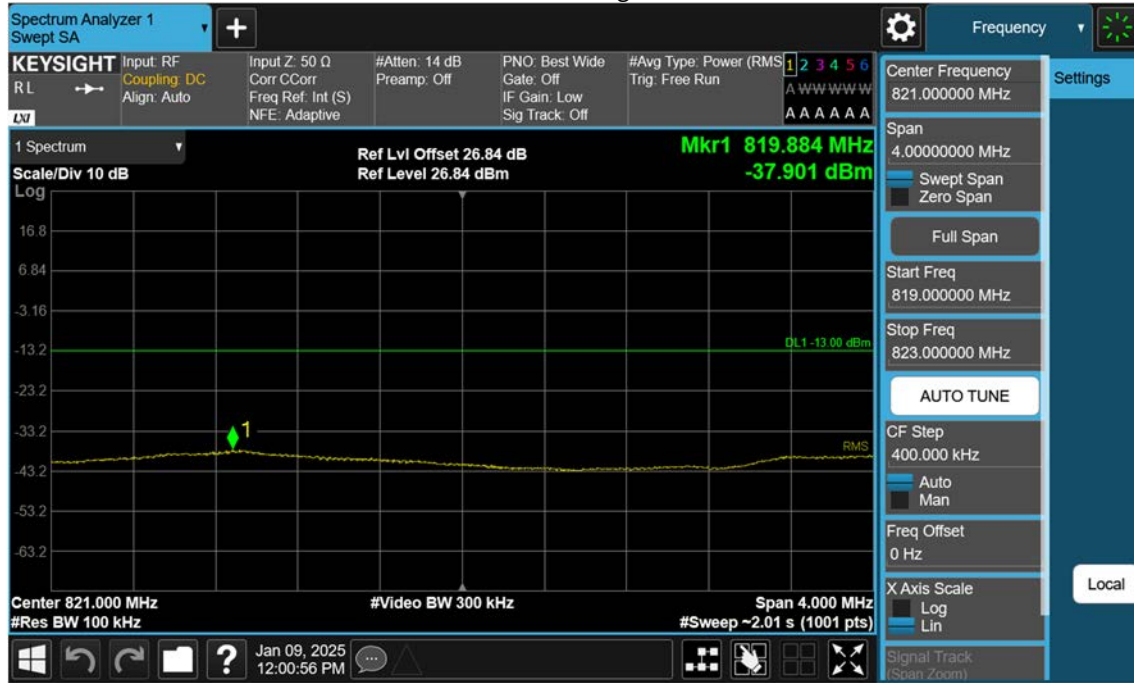 Spectrum Analyzer 1
Swept SA
+
Frequency
KEYSIGHT
RL
LXI
Input: RF
Coupling: DC
Align: Auto
Input Z: 50 Ω
Corr CCorr
Freq Ref: Int (S)
NFE: Adaptive
#Atten: 14 dB
Preamp: Off
PNO: Best Wide
Gate: Off
IF Gain: Low
Sig Track: Off
#Avg Type: Power (RMS
Trig: Free Run
1 2 3 4 5 6
A W W W W W
A A A A A A
1 Spectrum
Scale/Div 10 dB
Log
Ref Lvl Offset 26.84 dB
Ref Level 26.84 dBm
Mkr1 819.884 MHz
-37.901 dBm
16.8
6.84
-3.16
-13.2
DL1 -13.00 dBm
-23.2
-33.2
1
RMS
-43.2
-53.2
-63.2
Center 821.000 MHz
#Video BW 300 kHz
Span 4.000 MHz
#Res BW 100 kHz
#Sweep ~2.01 s (1001 pts)
?
Jan 09, 2025
12:00:56 PM
Center Frequency
821.000000 MHz
Span
4.00000000 MHz
Swept Span
Zero Span
Full Span
Start Freq
819.000000 MHz
Stop Freq
823.000000 MHz
AUTO TUNE
CF Step
400.000 kHz
Auto
Man
Freq Offset
0 Hz
X Axis Scale
Log
Lin
Signal Track
(Span Zoom)
Settings
Local